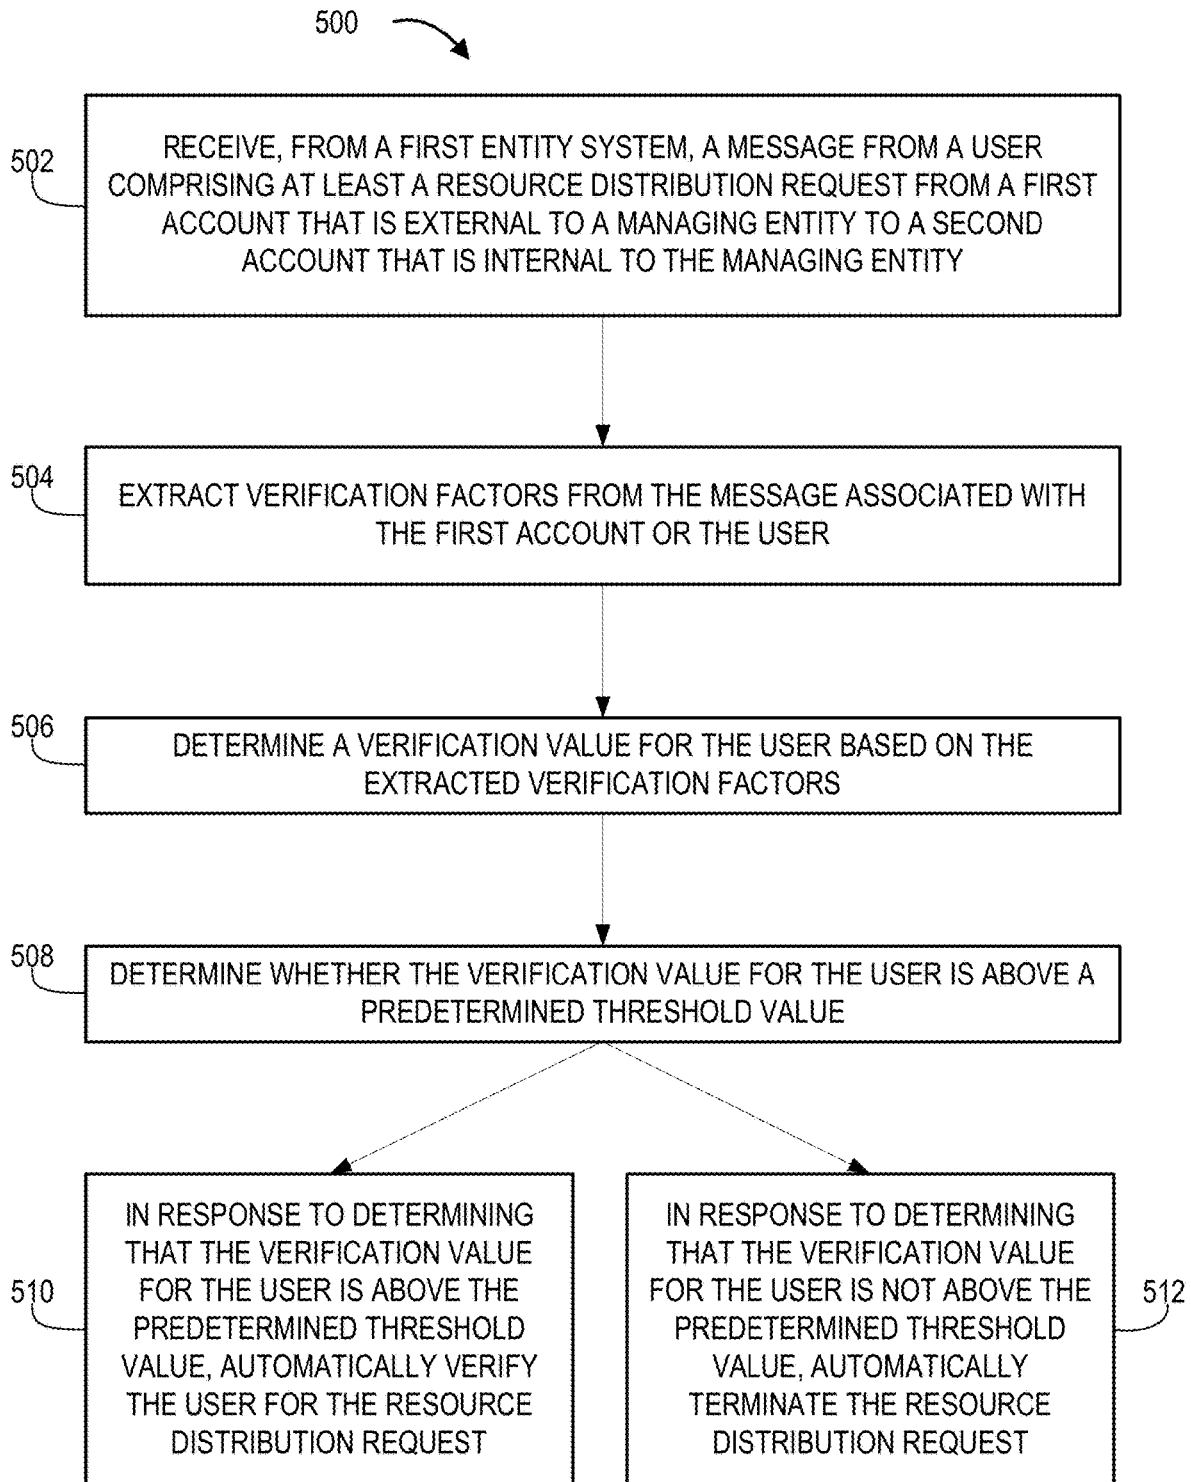 500
502
RECEIVE, FROM A FIRST ENTITY SYSTEM, A MESSAGE FROM A USER
COMPRISING AT LEAST A RESOURCE DISTRIBUTION REQUEST FROM A FIRST
ACCOUNT THAT IS EXTERNAL TO A MANAGING ENTITY TO A SECOND
ACCOUNT THAT IS INTERNAL TO THE MANAGING ENTITY
504
EXTRACT VERIFICATION FACTORS FROM THE MESSAGE ASSOCIATED WITH
THE FIRST ACCOUNT OR THE USER
506
DETERMINE A VERIFICATION VALUE FOR THE USER BASED ON THE
EXTRACTED VERIFICATION FACTORS
508
DETERMINE WHETHER THE VERIFICATION VALUE FOR THE USER IS ABOVE A
PREDETERMINED THRESHOLD VALUE
510
IN RESPONSE TO DETERMINING
THAT THE VERIFICATION VALUE
FOR THE USER IS ABOVE THE
PREDETERMINED THRESHOLD
VALUE, AUTOMATICALLY VERIFY
THE USER FOR THE RESOURCE
DISTRIBUTION REQUEST
IN RESPONSE TO DETERMINING
THAT THE VERIFICATION VALUE
FOR THE USER IS NOT ABOVE THE
PREDETERMINED THRESHOLD
VALUE, AUTOMATICALLY
TERMINATE THE RESOURCE
DISTRIBUTION REQUEST
512